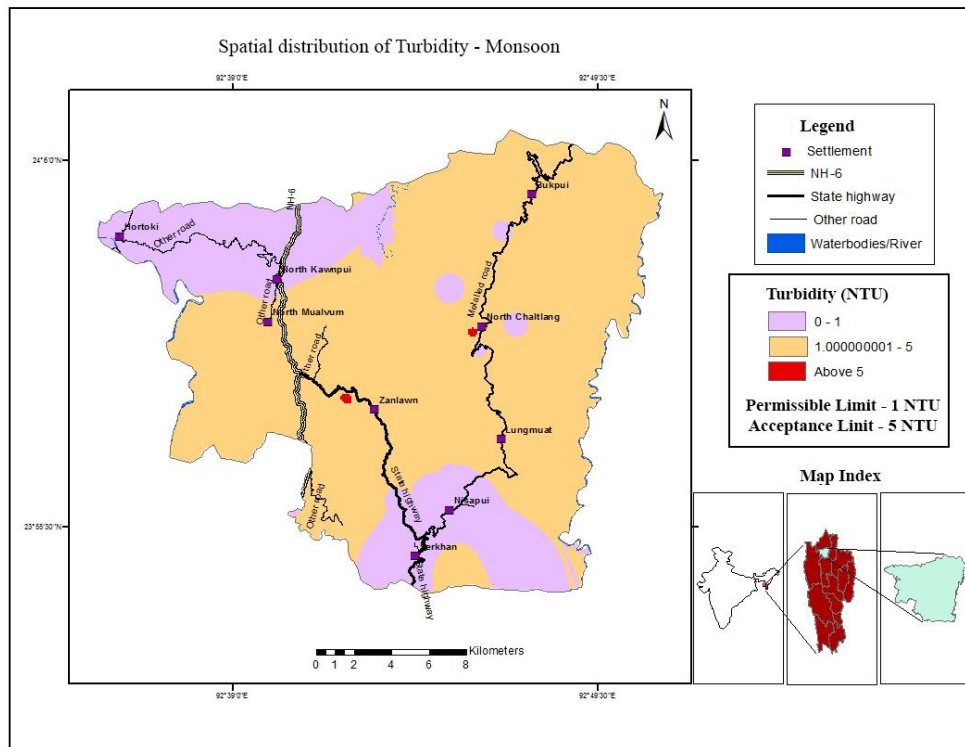 Spatial distribution of Turbidity - Monsoon
92°39'0"E
92°49'30"E
N
24°6'0"N
Legend
Settlement
NH-6
State highway
Other road
Waterbodies/River
NH-6
Hortoki
Other road
North Kawnpui
Other road
North Mualvum
Other road
Metalled road
North Chaltlang
Zanlawn
Lungmuat
State highway
Other road
State highway
23°55'30"N
Turbidity (NTU)
0 - 1
1.000000001 - 5
Above 5
Permissible Limit - 1 NTU
Acceptance Limit - 5 NTU
Map Index
Kilometers
0 1 2 4 6 8
92°39'0"E
92°49'30"E